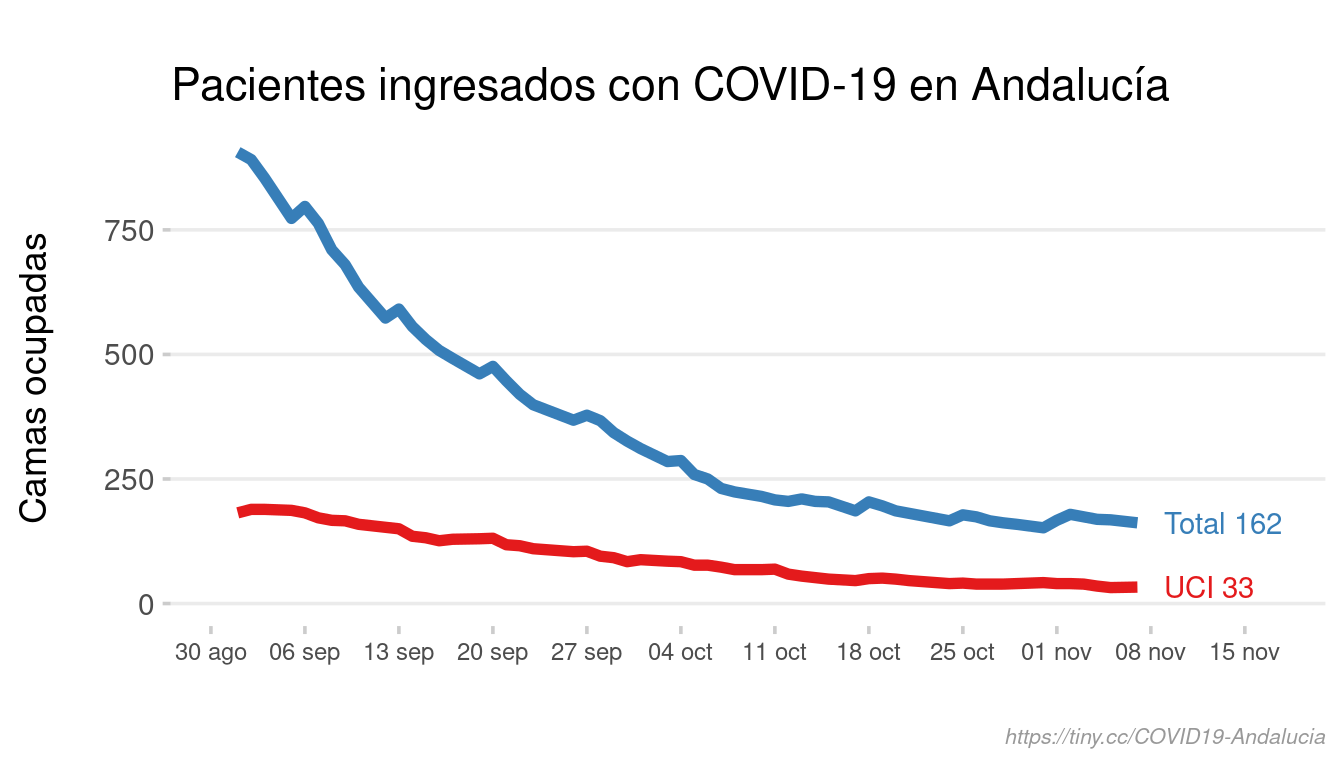 Pacientes ingresados con COVID-19 en Andalucía
Camas ocupadas
750
500
250
0
Total 162
UCI 33
30 ago 06 sep 13 sep 20 sep 27 sep 04 oct 11 oct 18 oct 25 oct 01 nov 08 nov 15 nov
https://tiny.cc/COVID19-Andalucia